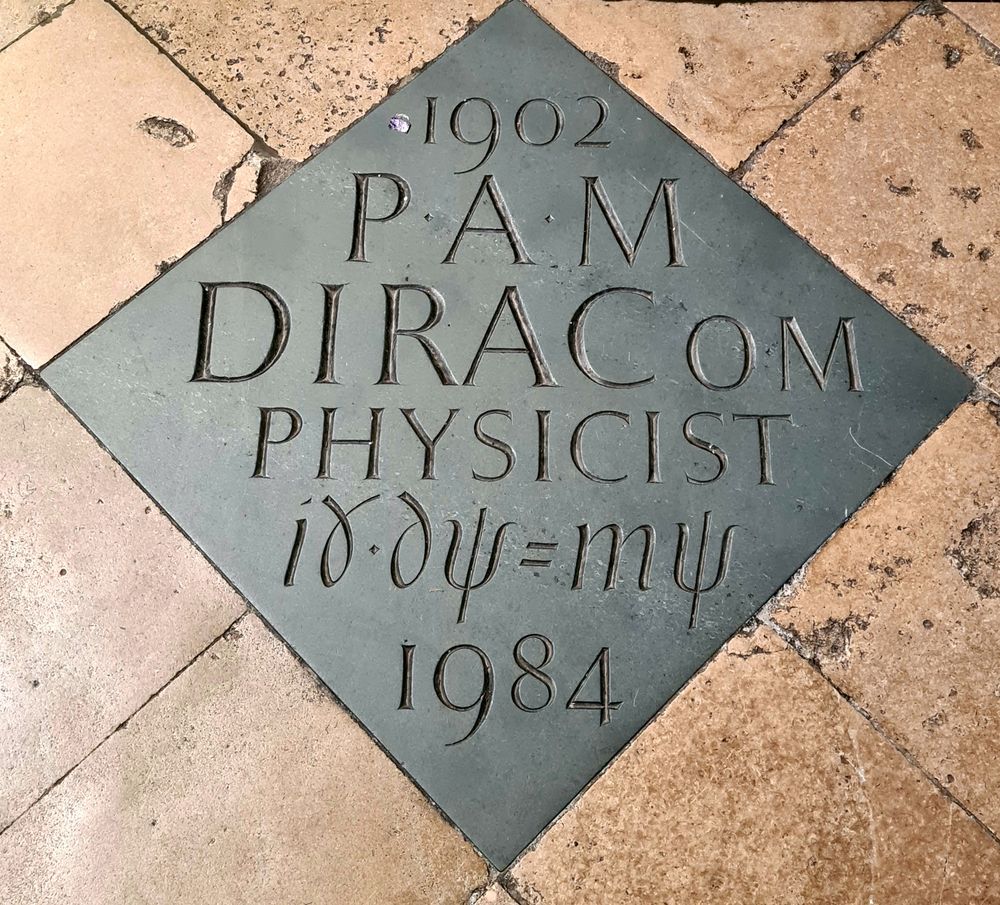 1902
P·A·M
DIRAC OM
PHYSICIST
iγ·∂ψ=mψ
1984